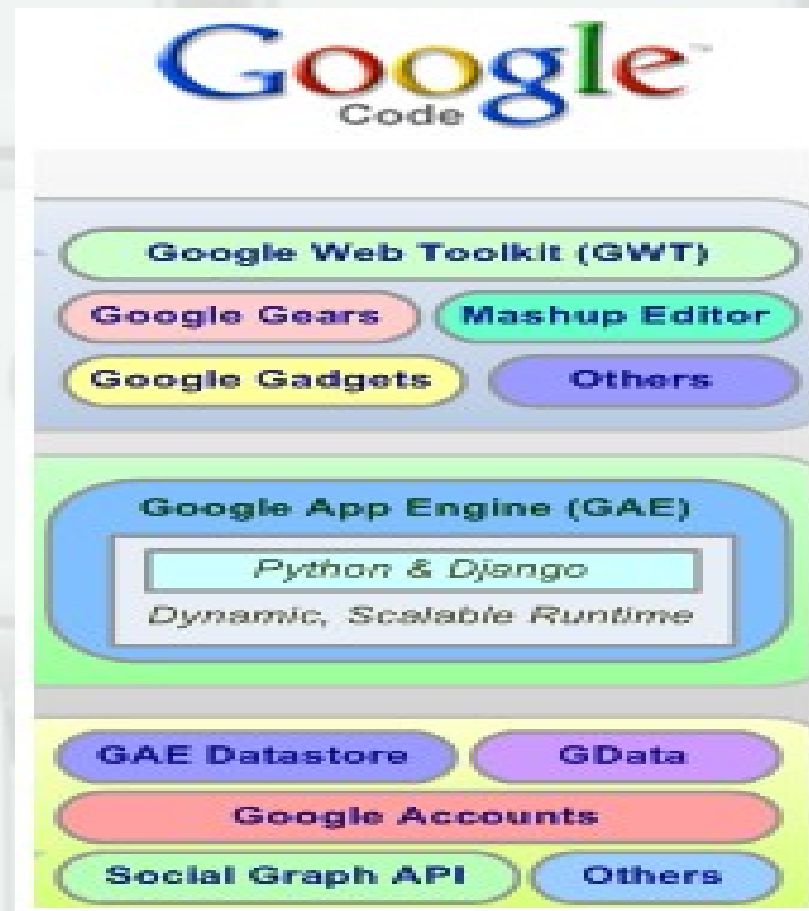 Google™
Code
Google Web Toolkit (GWT)
Google Gears Mashup Editor
Google Gadgets Others
Google App Engine (GAE)
Python & Django
Dynamic, Scalable Runtime
GAE Datastore GData
Google Accounts
Social Graph API Others